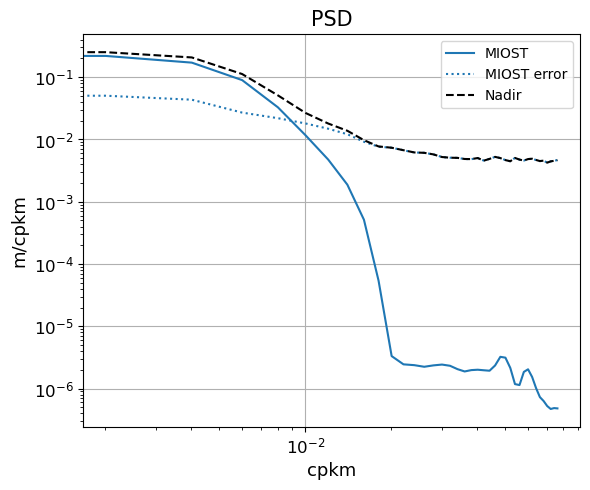 PSD
MIOST
MIOST error
Nadir
m/cpkm
10⁻¹
10⁻²
10⁻³
10⁻⁴
10⁻⁵
10⁻⁶
10⁻²
cpkm